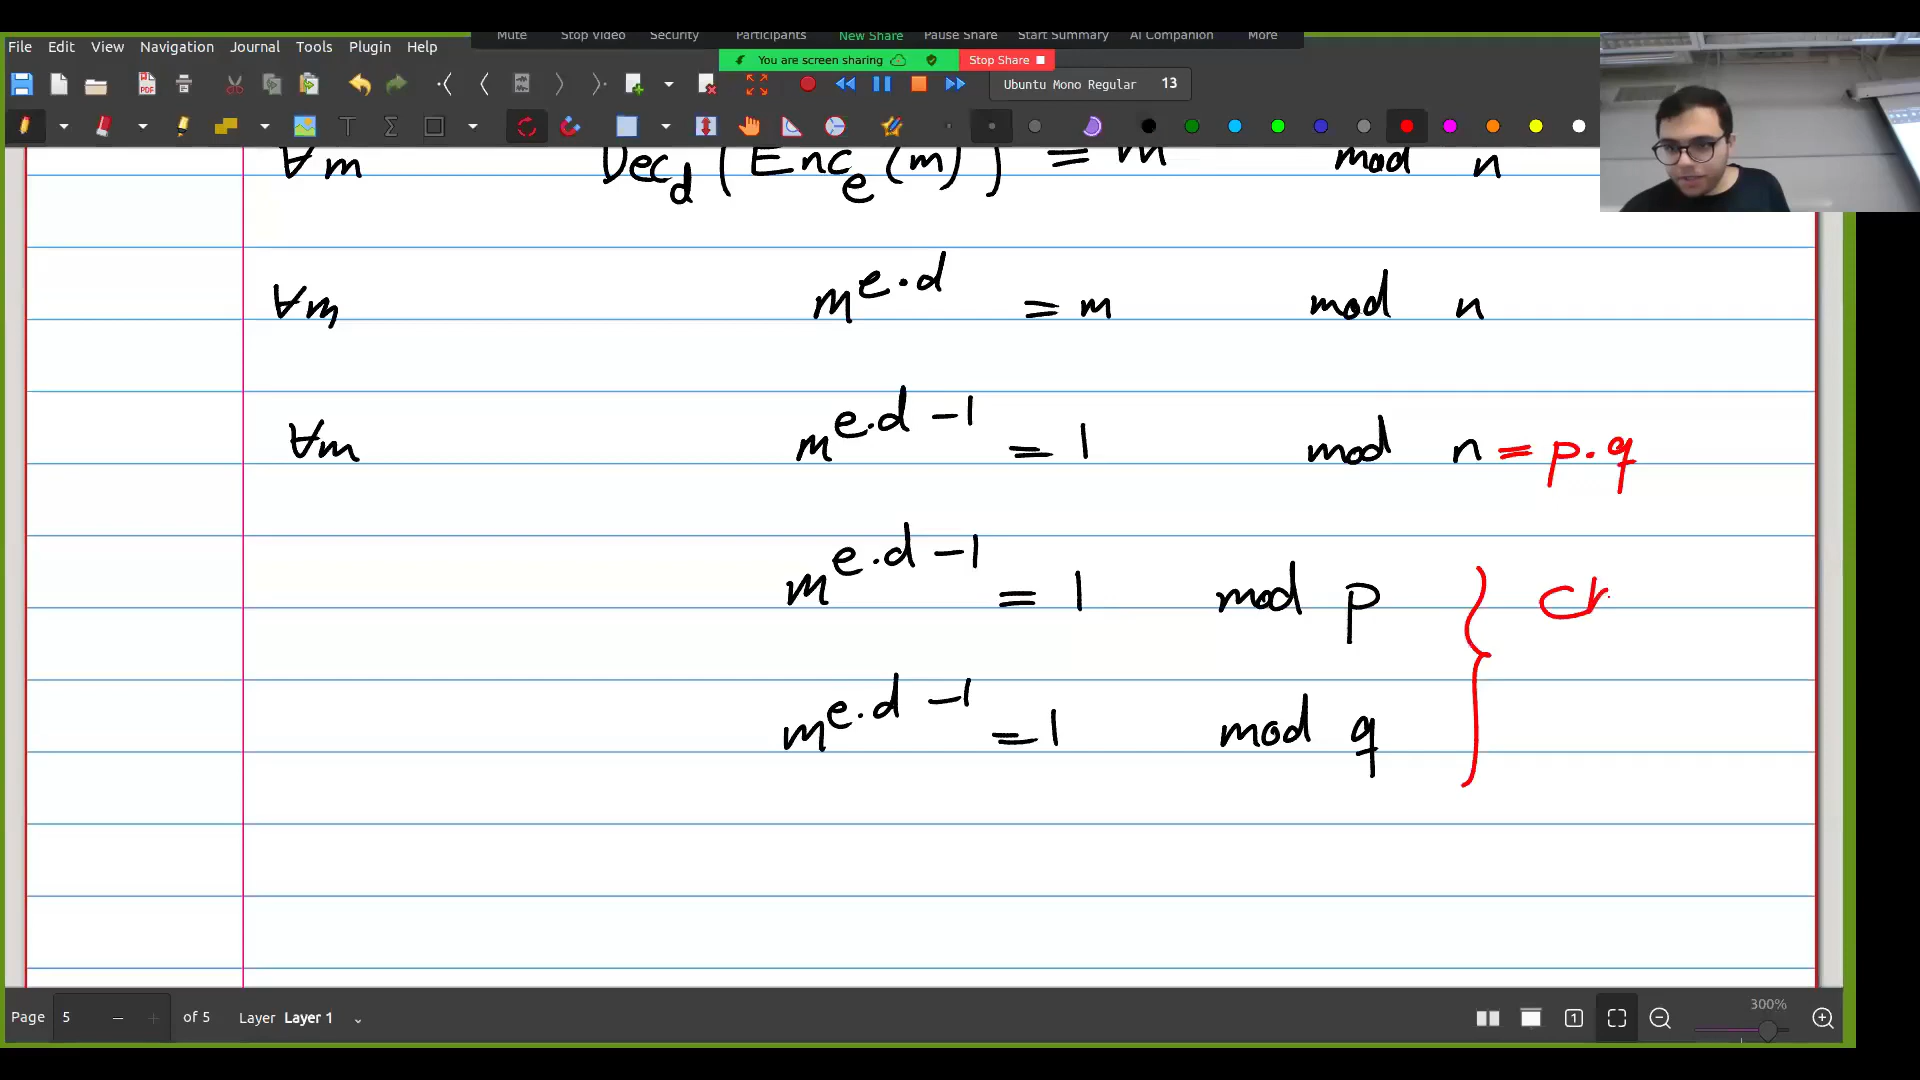 Mute Stop Video Security Participants New Share Pause Share Start Summary AI Companion More
File Edit View Navigation Journal Tools Plugin Help
You are screen sharing Stop Share
Ubuntu Mono Regular 13
∀m Dec_d (Enc_e (m)) = m mod n
∀m m^{e·d} = m mod n
∀m m^{e·d -1} = 1 mod n = p·q
m^{e·d -1} = 1 mod p
m^{e·d -1} = 1 mod q
Page 5 of 5 Layer Layer 1 300%